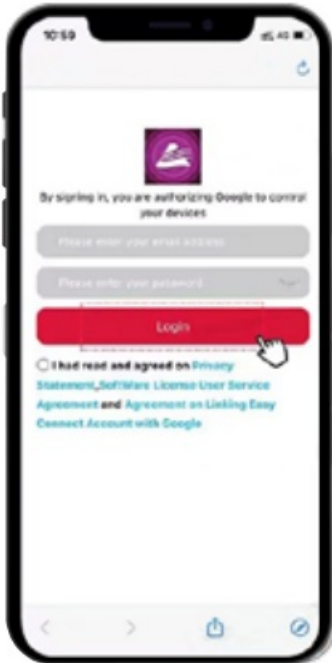 10:59
4G
By signing in, you are authorizing Google to control
your devices
Please enter your email address
Please enter your password
Login
I had read and agreed on Privacy
Statement,SoftWare License User Service
Agreement and Agreement on Linking Easy
Connect Account with Google